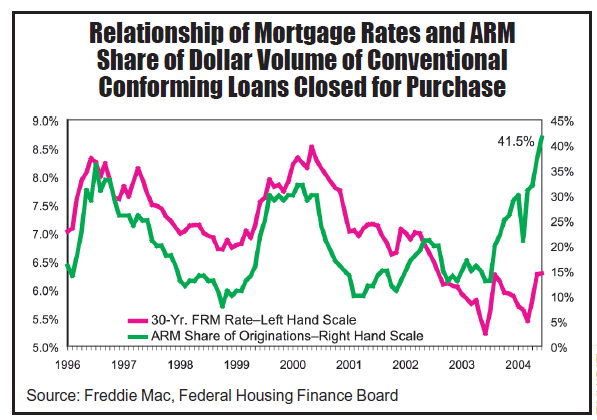 Relationship of Mortgage Rates and ARM
Share of Dollar Volume of Conventional
Conforming Loans Closed for Purchase
9.0%
8.5%
8.0%
7.5%
7.0%
6.5%
6.0%
5.5%
5.0%
45%
40%
35%
30%
25%
20%
15%
10%
5%
0%
41.5%
30-Yr. FRM Rate–Left Hand Scale
ARM Share of Originations–Right Hand Scale
1996 1997 1998 1999 2000 2001 2002 2003 2004
Source: Freddie Mac, Federal Housing Finance Board